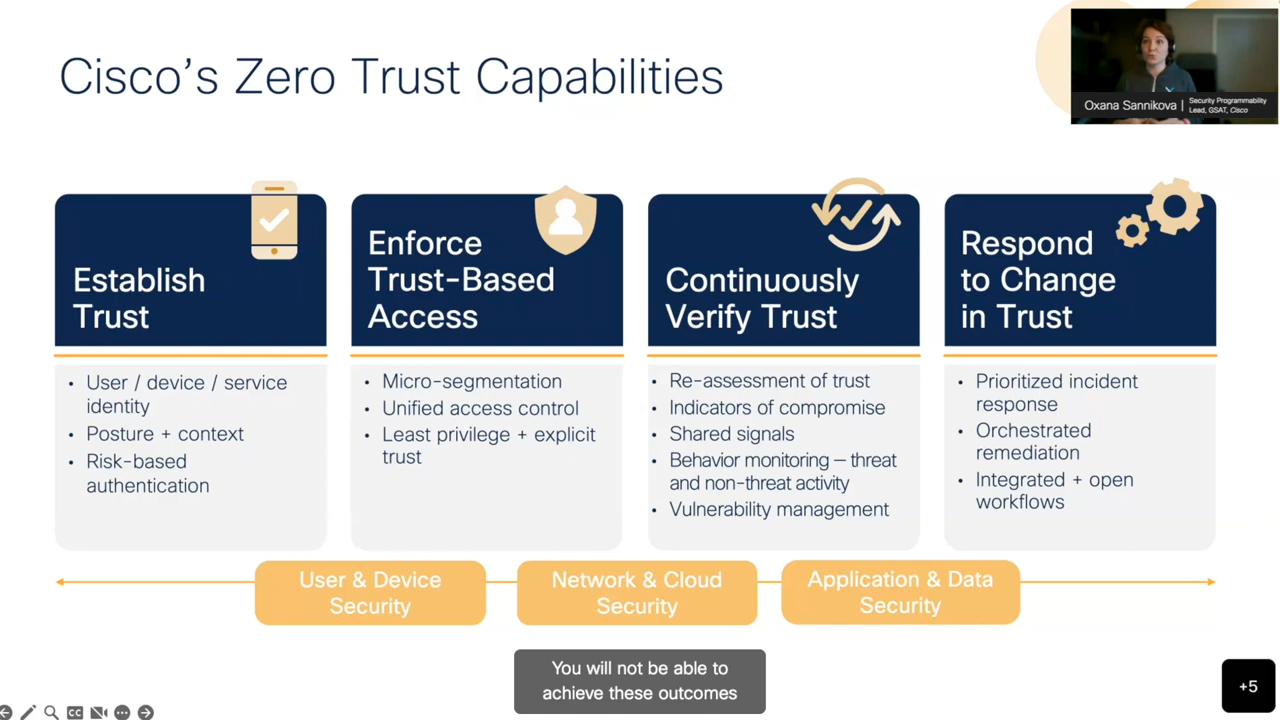 Cisco's Zero Trust Capabilities
Oxana Sannikova
Security Programmability
Lead, GSAT, Cisco
Establish
Trust
• User / device / service
identity
• Posture + context
• Risk-based
authentication
Enforce
Trust-Based
Access
• Micro-segmentation
• Unified access control
• Least privilege + explicit
trust
Continuously
Verify Trust
• Re-assessment of trust
• Indicators of compromise
• Shared signals
• Behavior monitoring – threat
and non-threat activity
• Vulnerability management
Respond
to Change
in Trust
• Prioritized incident
response
• Orchestrated
remediation
• Integrated + open
workflows
User & Device
Security
Network & Cloud
Security
Application & Data
Security
You will not be able to
achieve these outcomes
CC
+5